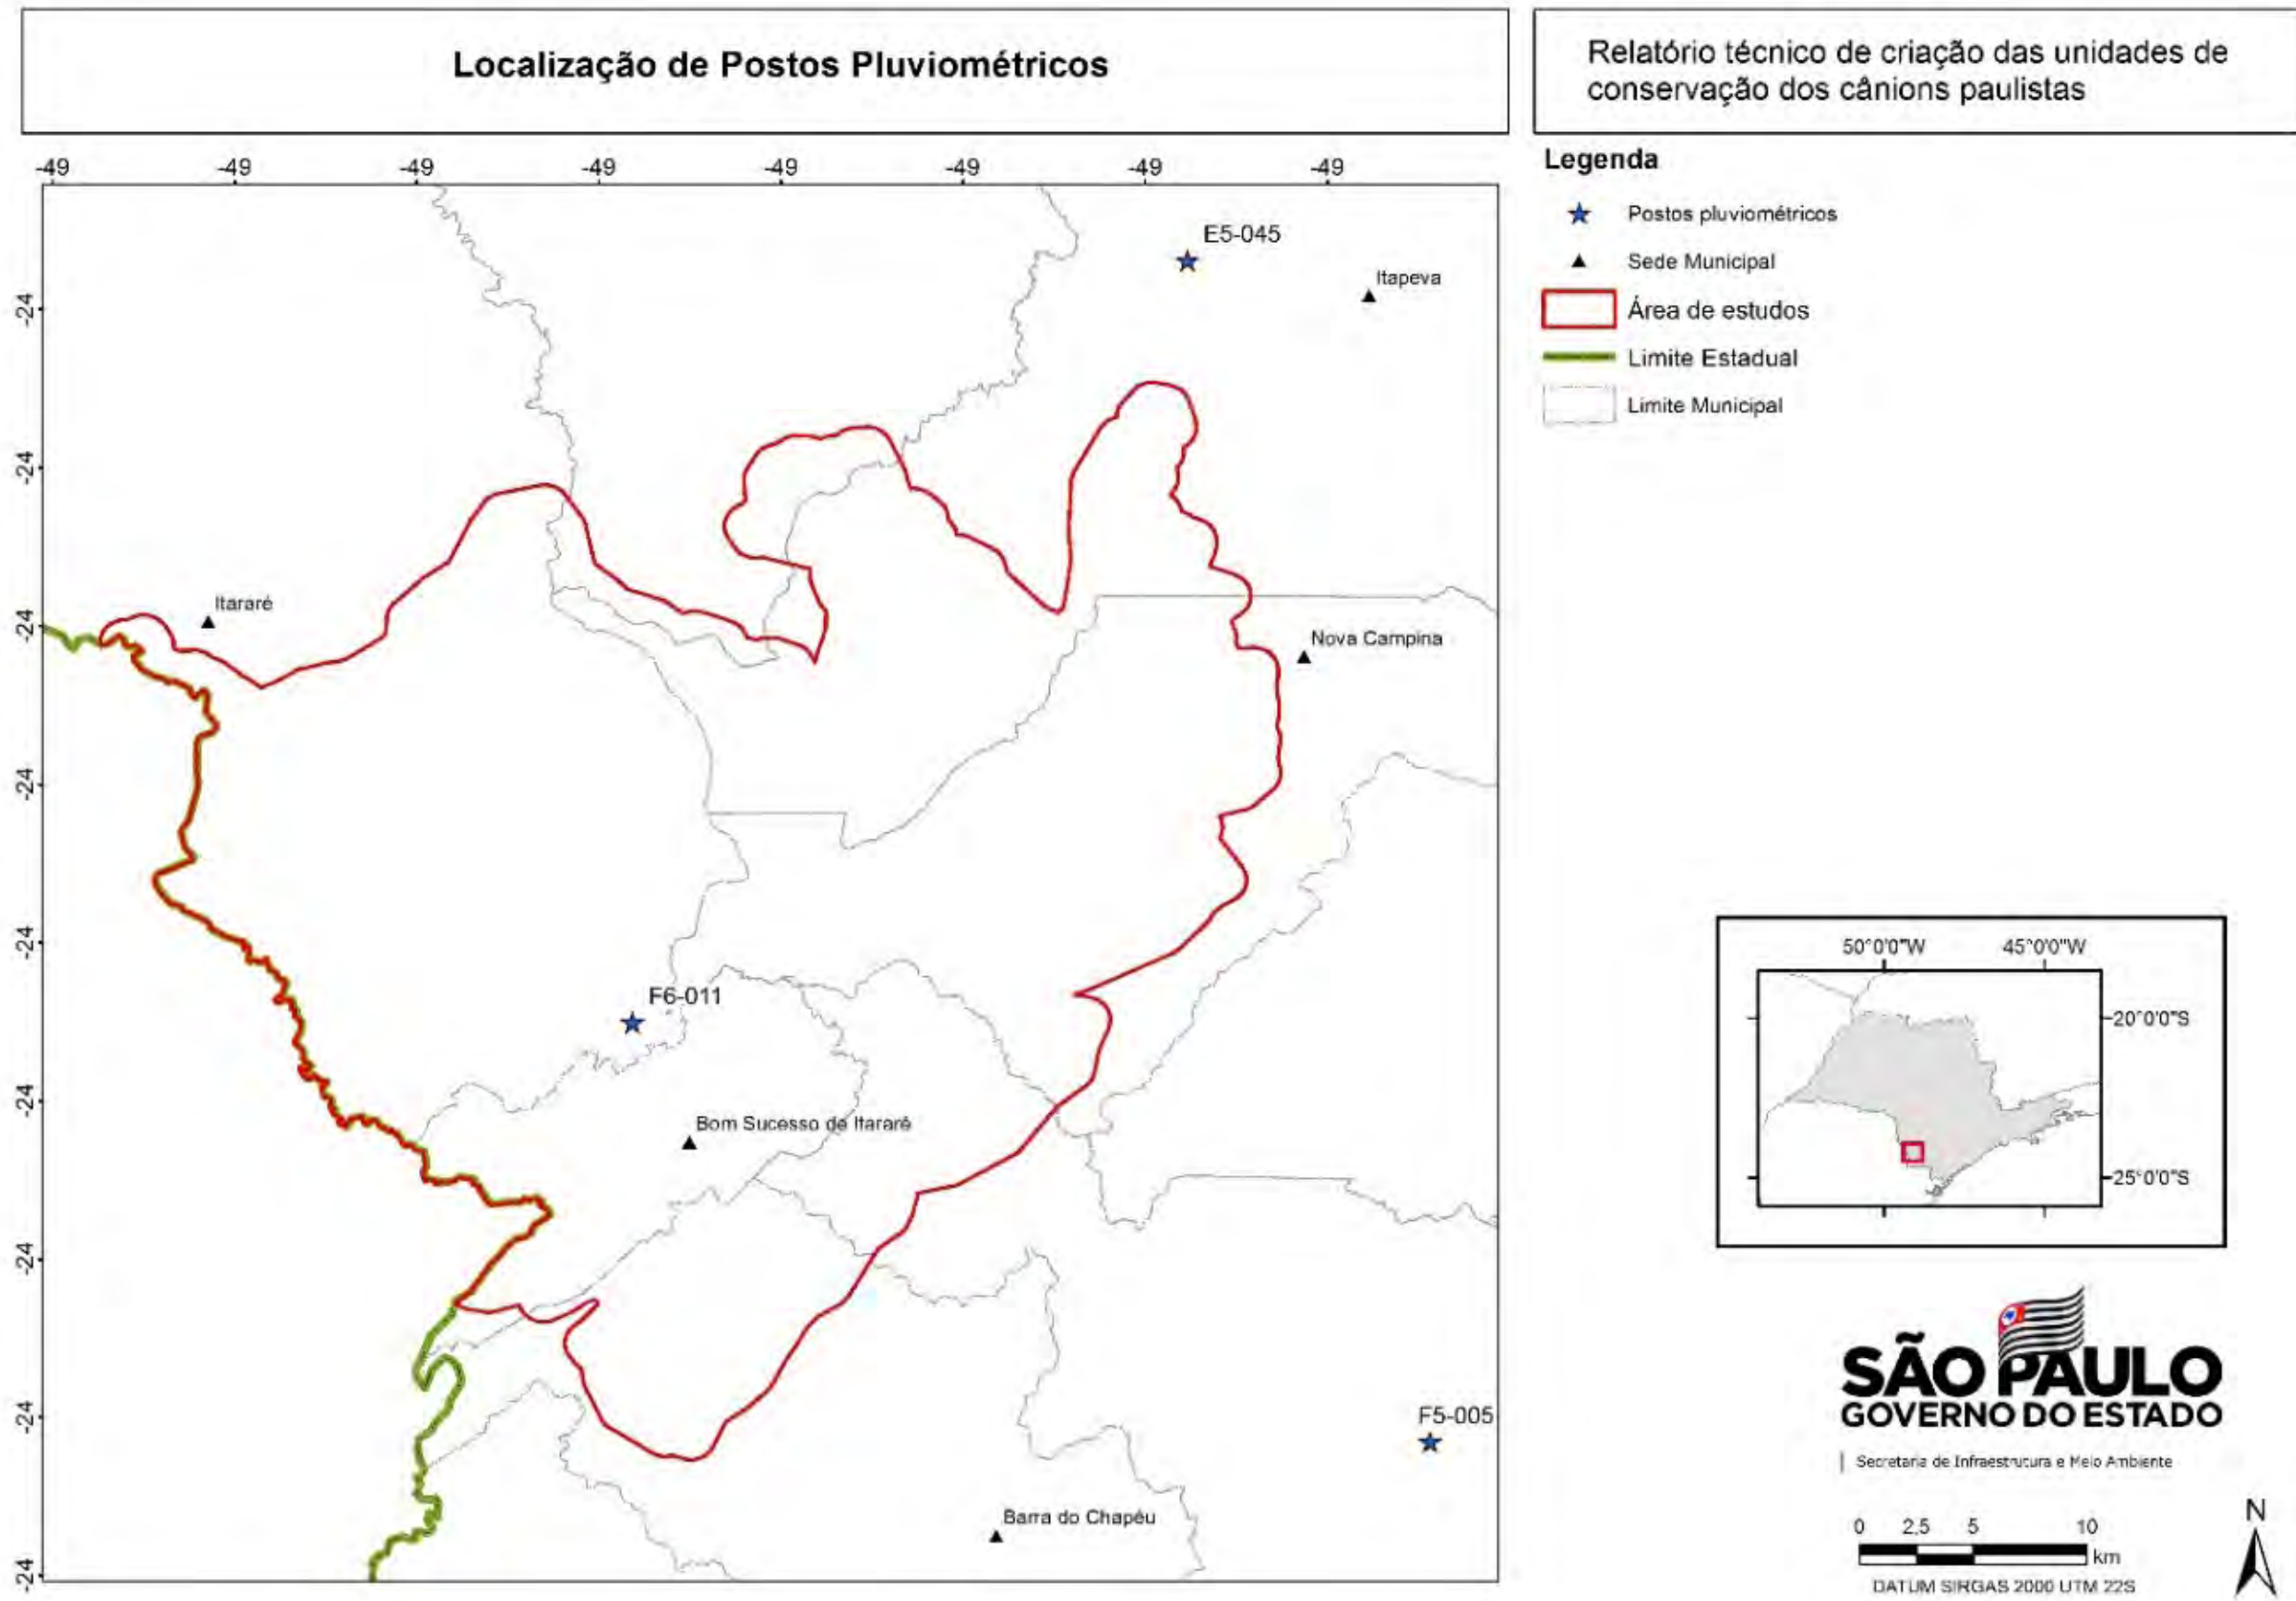 Localização de Postos Pluviométricos
Relatório técnico de criação das unidades de
conservação dos cânions paulistas
Legenda
Postos pluviométricos
Sede Municipal
Área de estudos
Limite Estadual
Limite Municipal
-49 -49 -49 -49 -49 -49 -49 -49
E5-045
Itapeva
-24
-24
Itararé
-24
Nova Campina
-24
-24
F6-011
-24
Bom Sucesso de Itararé
-24
-24
F5-005
Barra do Chapéu
-24
50°0'0"W 45°0'0"W
20°0'0"S
25°0'0"S
SÃO PAULO
GOVERNO DO ESTADO
Secretaria de Infraestrutura e Meio Ambiente
0 2,5 5 10
km
DATUM SIRGAS 2000 UTM 22S
N